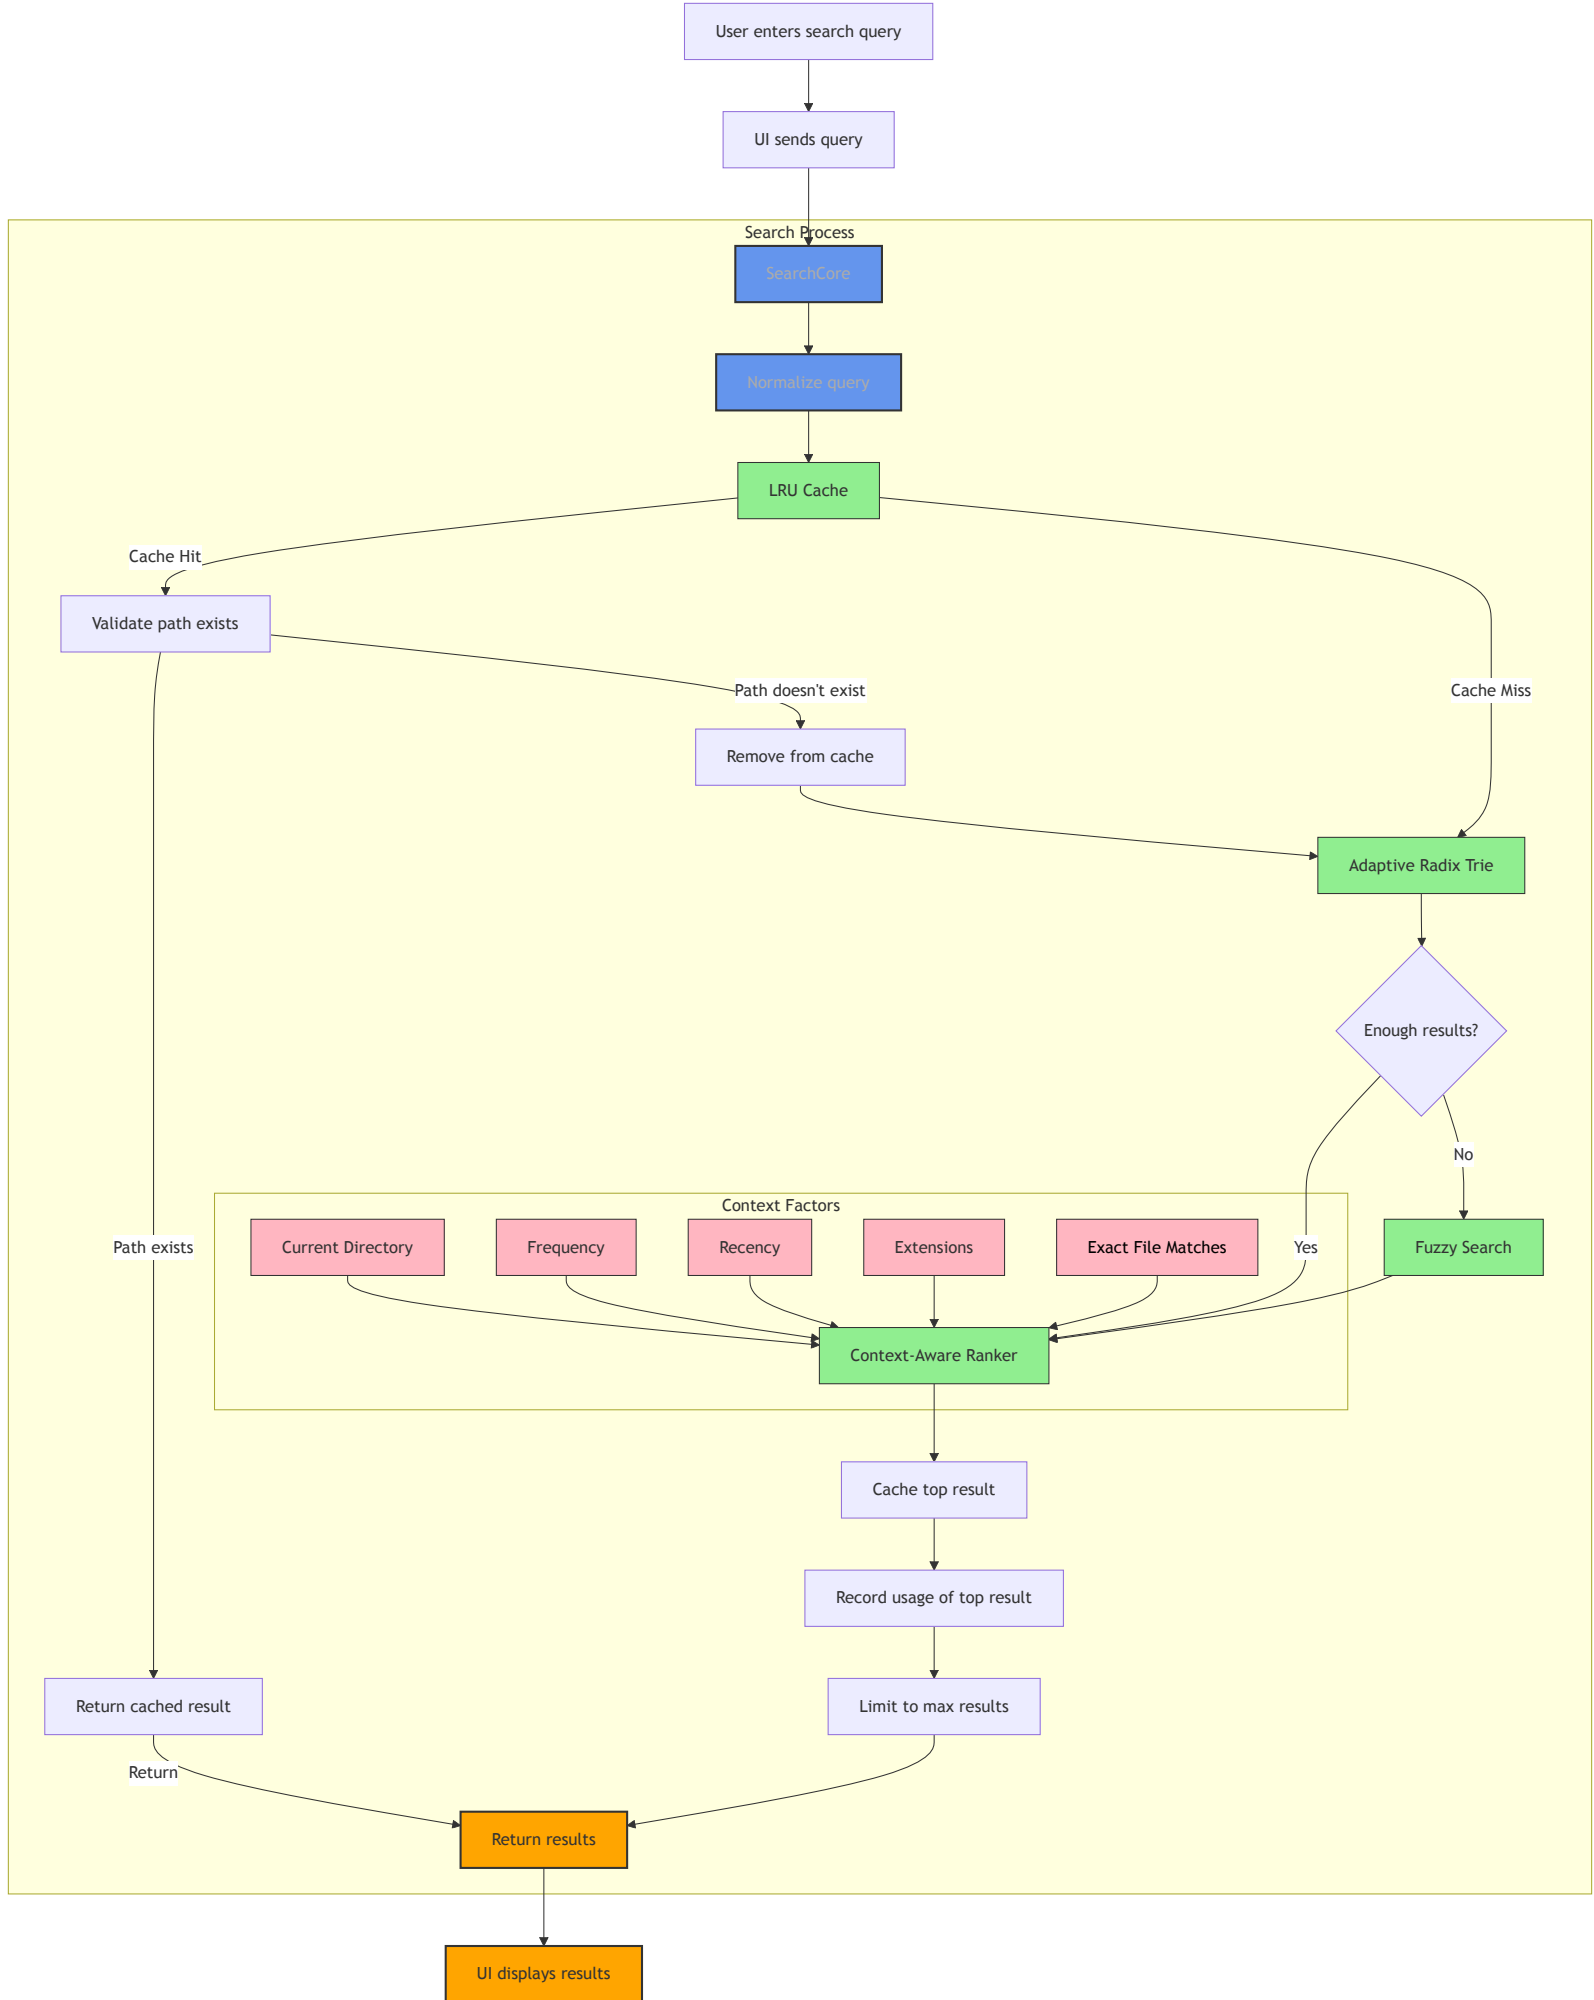 User enters search query
UI sends query
Search Process
SearchCore
Normalize query
LRU Cache
Cache Hit
Validate path exists
Path doesn't exist
Cache Miss
Remove from cache
Adaptive Radix Trie
Enough results?
No
Context Factors
Current Directory
Frequency
Recency
Extensions
Exact File Matches
Path exists
Yes
Fuzzy Search
Context-Aware Ranker
Cache top result
Record usage of top result
Return cached result
Limit to max results
Return
Return results
UI displays results